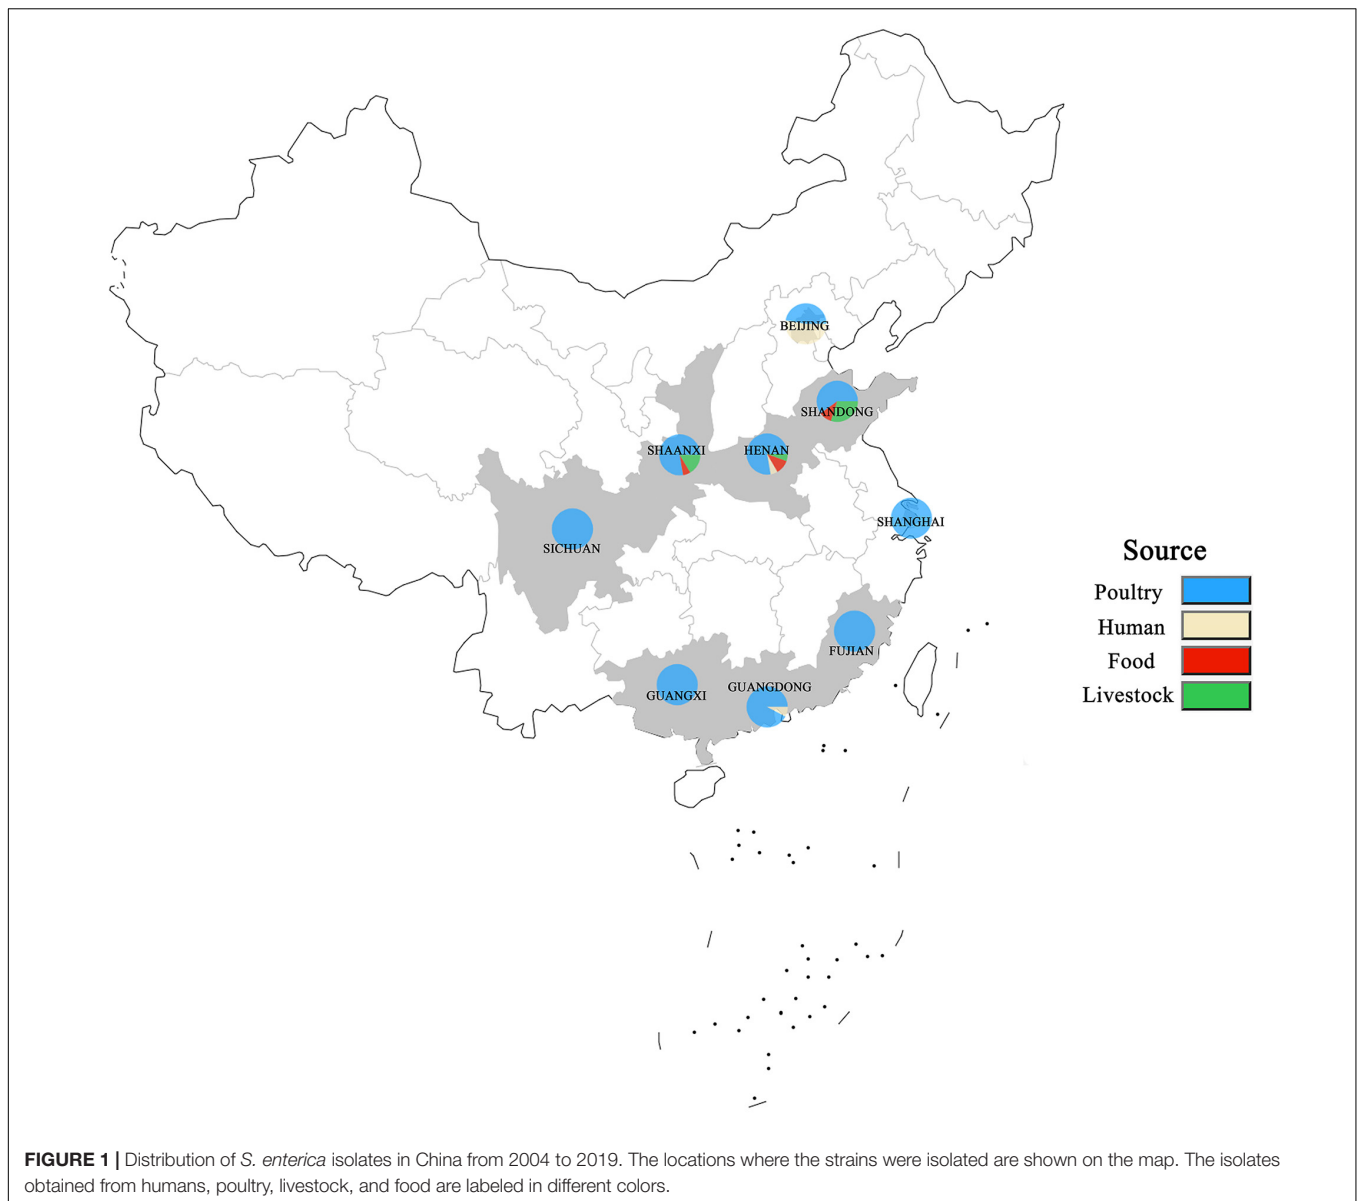 BEIJING
SHANDONG
SHAANXI
HENAN
SHANGHAI
SICHUAN
FUJIAN
GUANGXI
GUANGDONG
Source
Poultry
Human
Food
Livestock
FIGURE 1 | Distribution of S. enterica isolates in China from 2004 to 2019. The locations where the strains were isolated are shown on the map. The isolates
obtained from humans, poultry, livestock, and food are labeled in different colors.